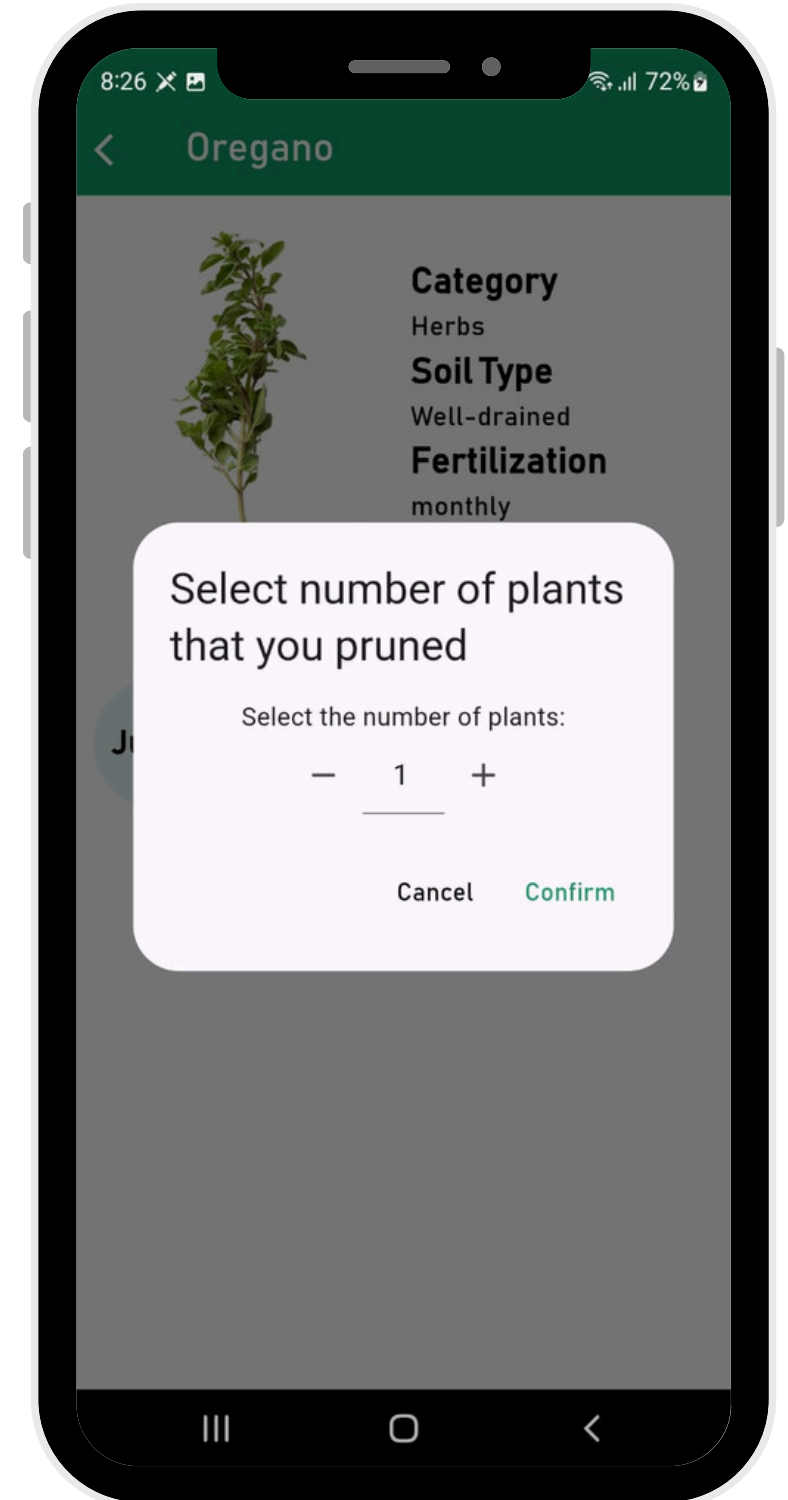 8:26
72%
Oregano
Category
Herbs
Soil Type
Well-drained
Fertilization
monthly
Select number of plants
that you pruned
Select the number of plants:
1
Cancel
Confirm